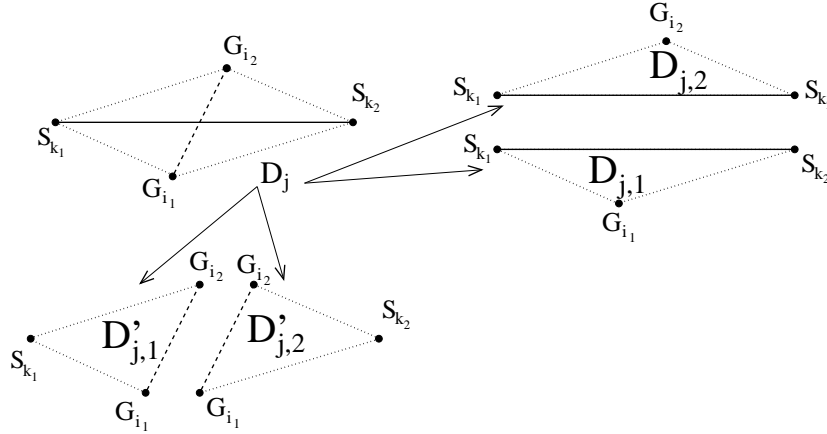 G_{i_2}
S_{k_1}
S_{k_2}
G_{i_1}
D_j
G_{i_2}
S_{k_1}
D_{j,2}
S_k
S_{k_1}
D_{j,1}
S_{k_2}
G_{i_1}
G_{i_2}
G_{i_2}
S_{k_1}
D'_{j,1}
D'_{j,2}
S_{k_2}
G_{i_1}
G_{i_1}